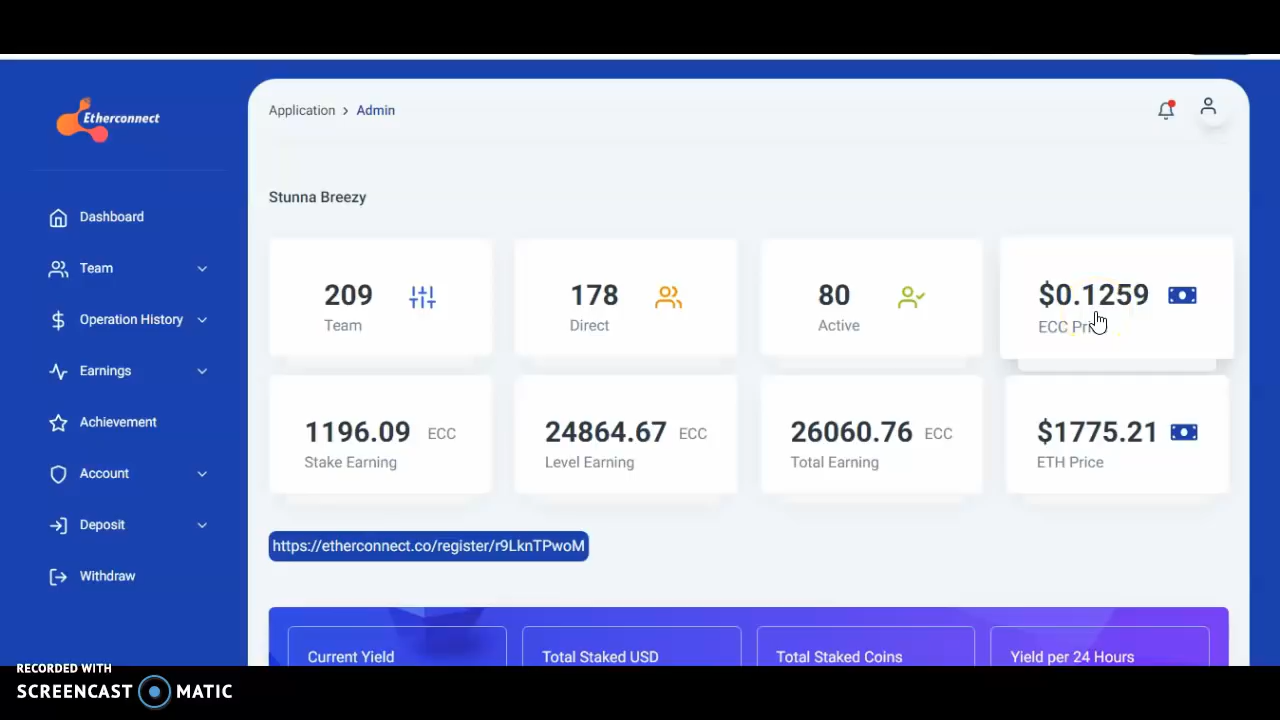 Etherconnect
Application > Admin
Stunna Breezy
Dashboard
Team
Operation History
Earnings
Achievement
Account
Deposit
Withdraw
209
Team
178
Direct
80
Active
$0.1259
ECC
1196.09 ECC
Stake Earning
24864.67 ECC
Level Earning
26060.76 ECC
Total Earning
$1775.21
ETH Price
https://etherconnect.co/register/r9LknTPwoM
Current Yield
Total Staked USD
Total Staked Coins
Yield per 24 Hours
RECORDED WITH
SCREENCAST MATIC